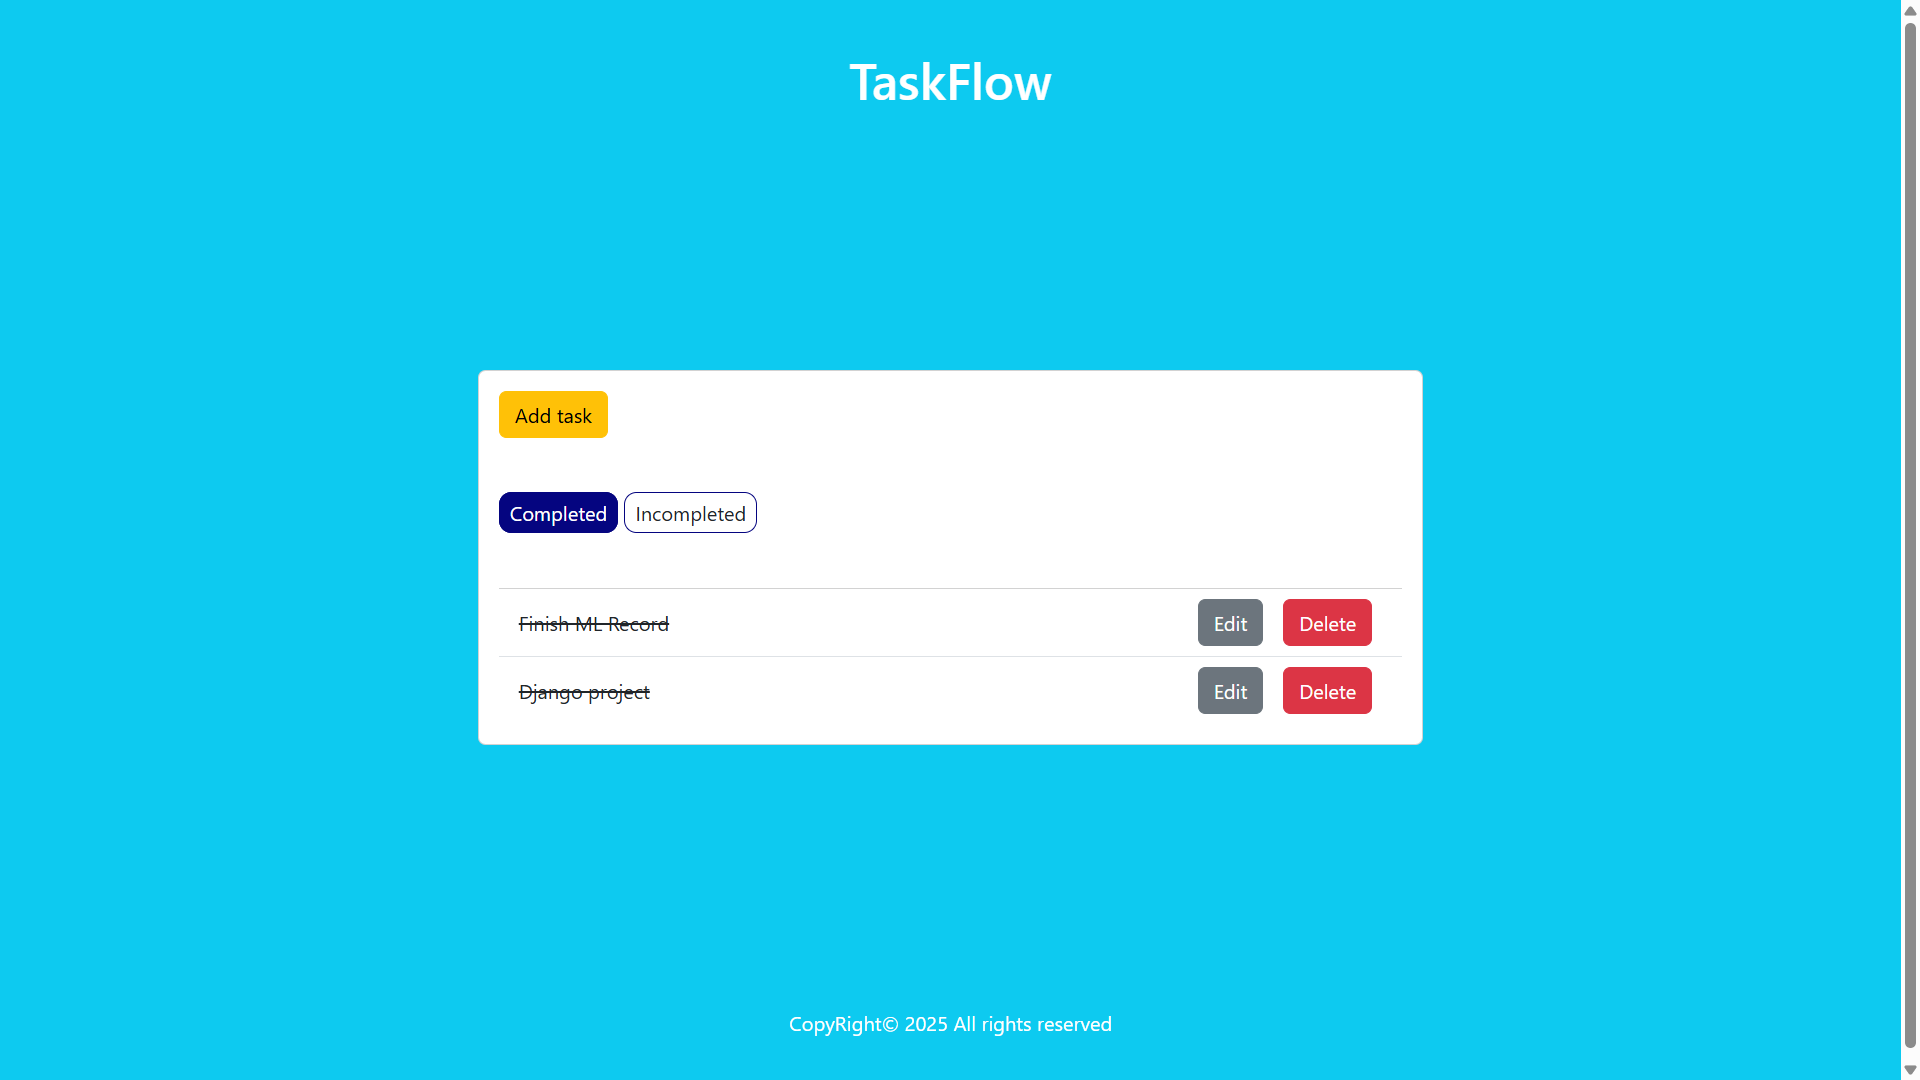 TaskFlow
Add task
Completed Incompleted
Finish ML Record Edit Delete
Django project Edit Delete
CopyRight© 2025 All rights reserved